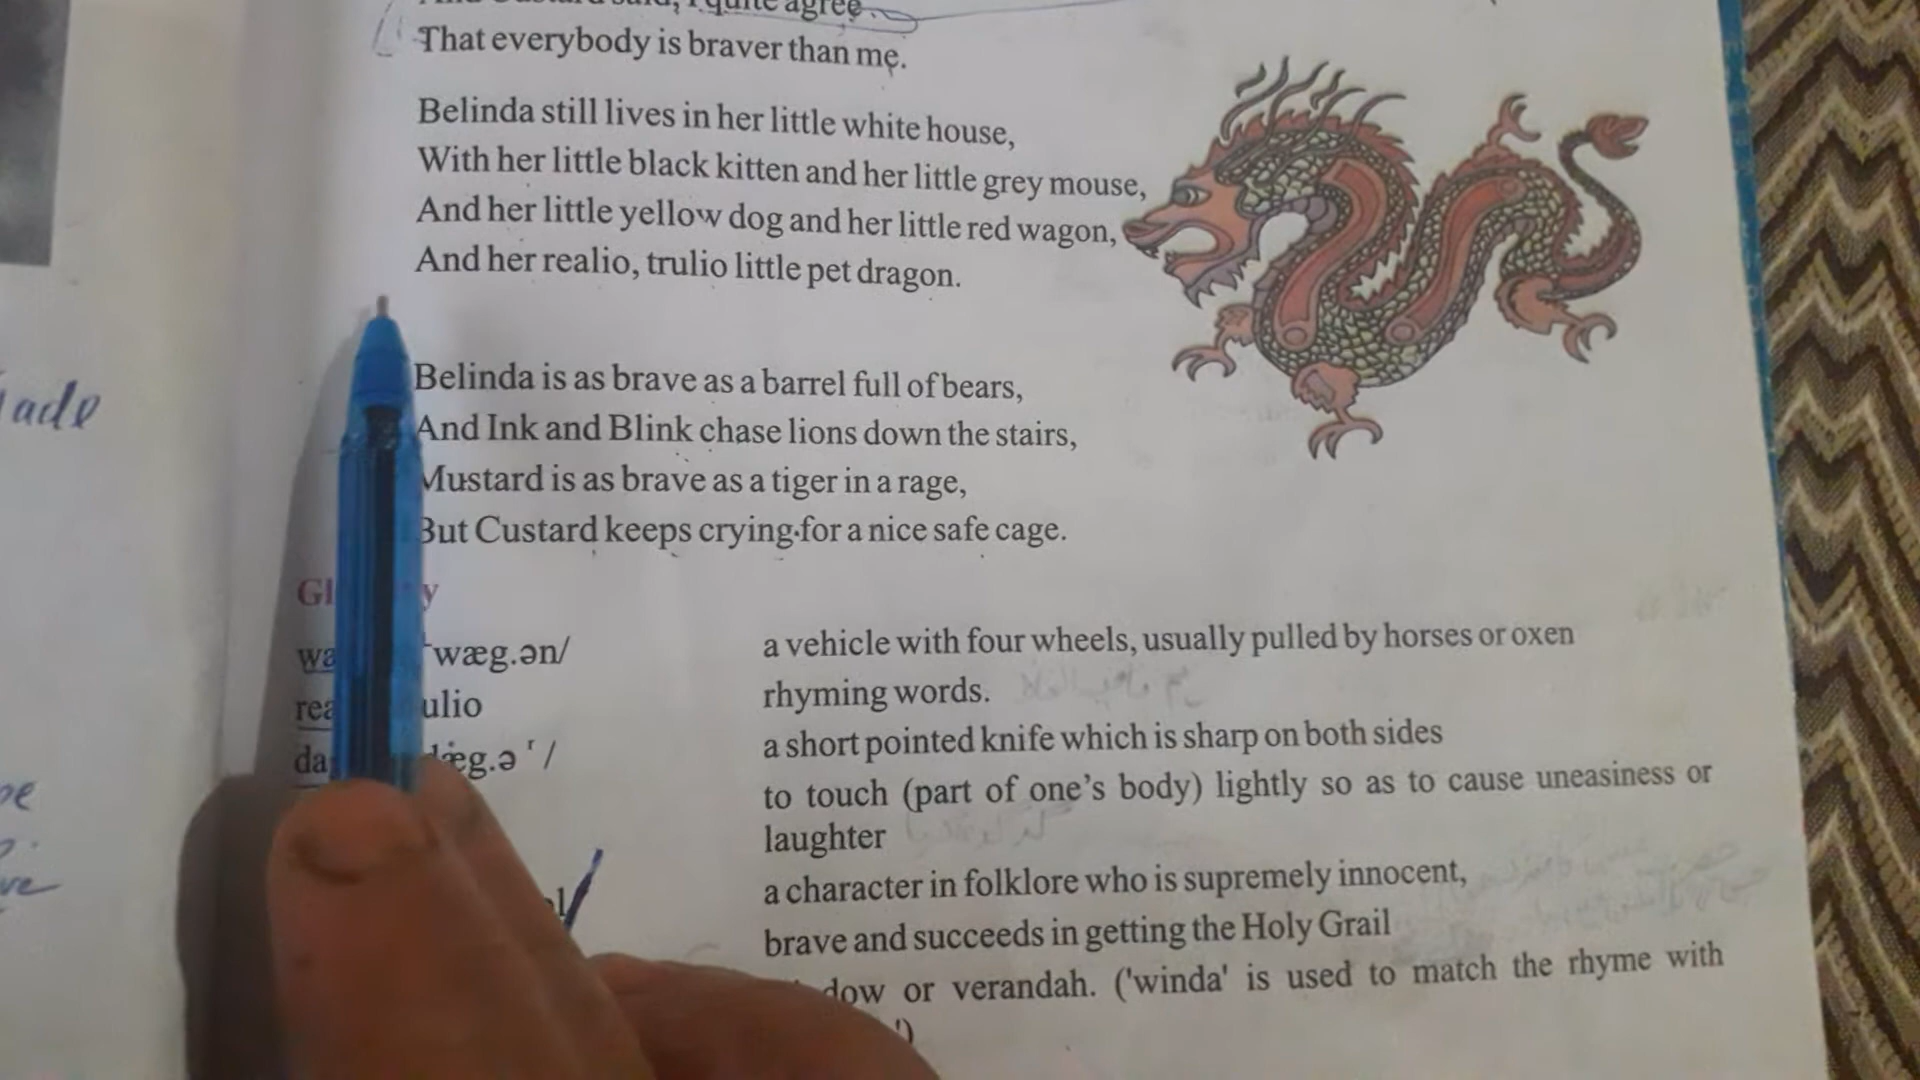 quite agree
That everybody is braver than me.
Belinda still lives in her little white house,
With her little black kitten and her little grey mouse,
And her little yellow dog and her little red wagon,
And her realio, trulio little pet dragon.
Belinda is as brave as a barrel full of bears,
And Ink and Blink chase lions down the stairs,
Mustard is as brave as a tiger in a rage,
But Custard keeps crying for a nice safe cage.
wæg.ən/ a vehicle with four wheels, usually pulled by horses or oxen
rhyming words.
a short pointed knife which is sharp on both sides
to touch (part of one's body) lightly so as to cause uneasiness or
laughter
a character in folklore who is supremely innocent,
brave and succeeds in getting the Holy Grail
or verandah. ('winda' is used to match the rhyme with